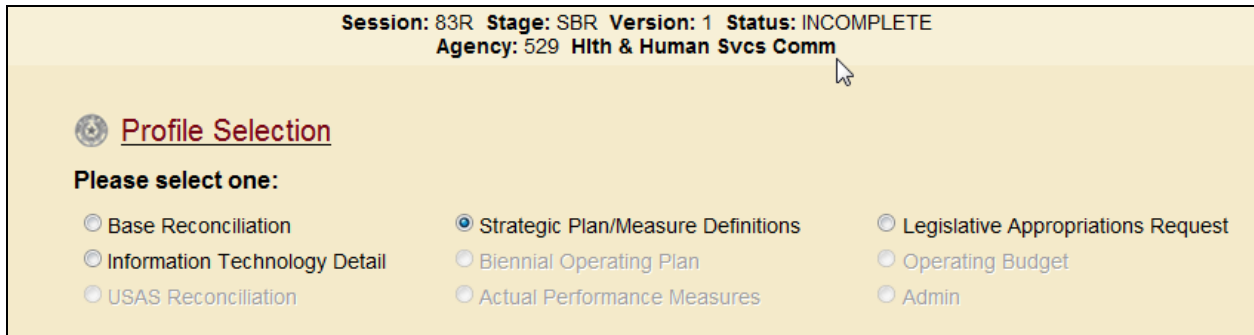 Session: 83R Stage: SBR Version: 1 Status: INCOMPLETE
Agency: 529 Hlth & Human Svcs Comm
Profile Selection
Please select one:
Base Reconciliation Strategic Plan/Measure Definitions Legislative Appropriations Request
Information Technology Detail Biennial Operating Plan Operating Budget
USAS Reconciliation Actual Performance Measures Admin